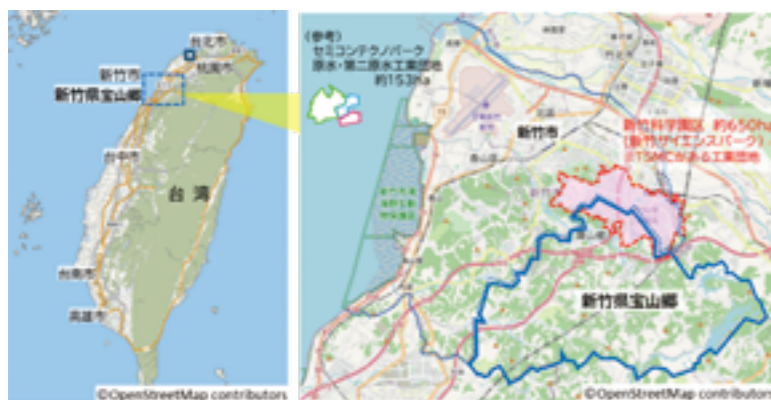 台北市
桃園市
新竹市
新竹県宝山郷
台中市
台湾
台南市
高雄市
©OpenStreetMap contributors
(参考)
セミコンテクノパーク
原水・第二原水工業団地
約153ha
新竹市
新竹科学園区 約650ha
(新竹サイエンスパーク)
※TSMCがある工業団地
新竹県宝山郷
©OpenStreetMap contributors